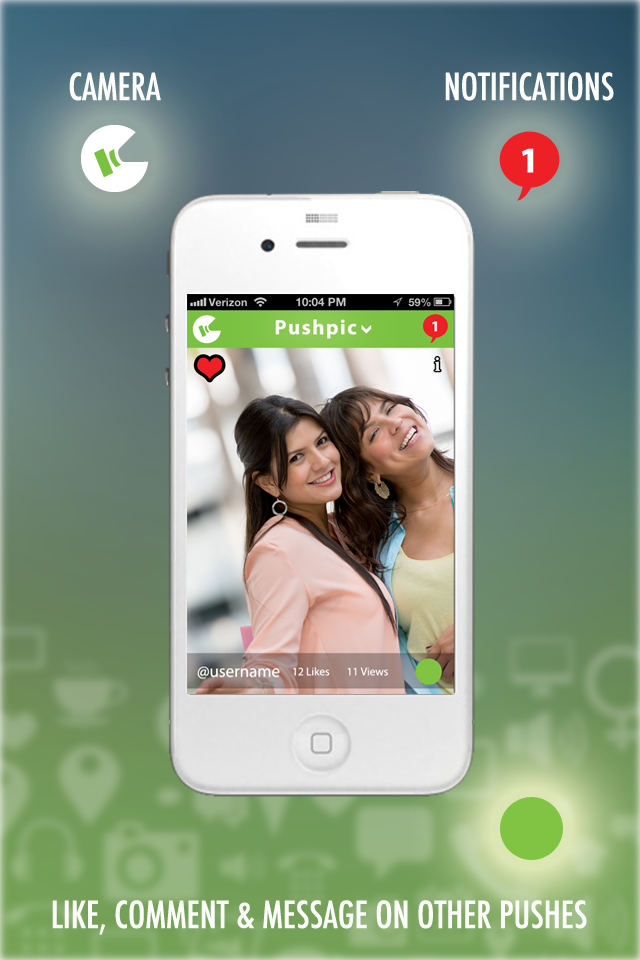 CAMERA
NOTIFICATIONS
1
Verizon 10:04 PM 59%
Pushpic 1
i
@username 12 Likes 11 Views
LIKE, COMMENT & MESSAGE ON OTHER PUSHES